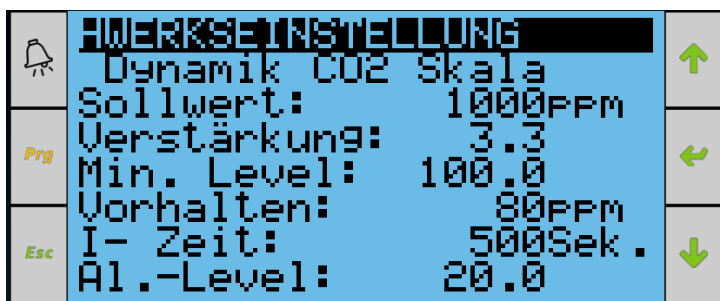 WERKSEINSTELLUNG
Dynamik CO2 Skala
Sollwert: 1000ppm
Verstärkung: 3.3
Min. Level: 100.0
Vorhalten: 80ppm
I- Zeit: 500Sek.
Al.-Level: 20.0
Prg
Esc